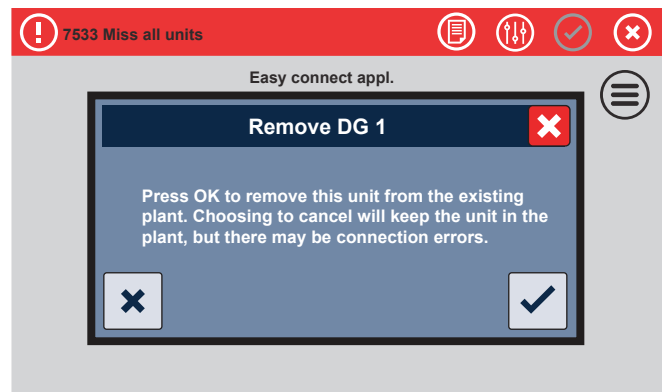 7533 Miss all units
Easy connect appl.
Remove DG 1
Press OK to remove this unit from the existing
plant. Choosing to cancel will keep the unit in the
plant, but there may be connection errors.